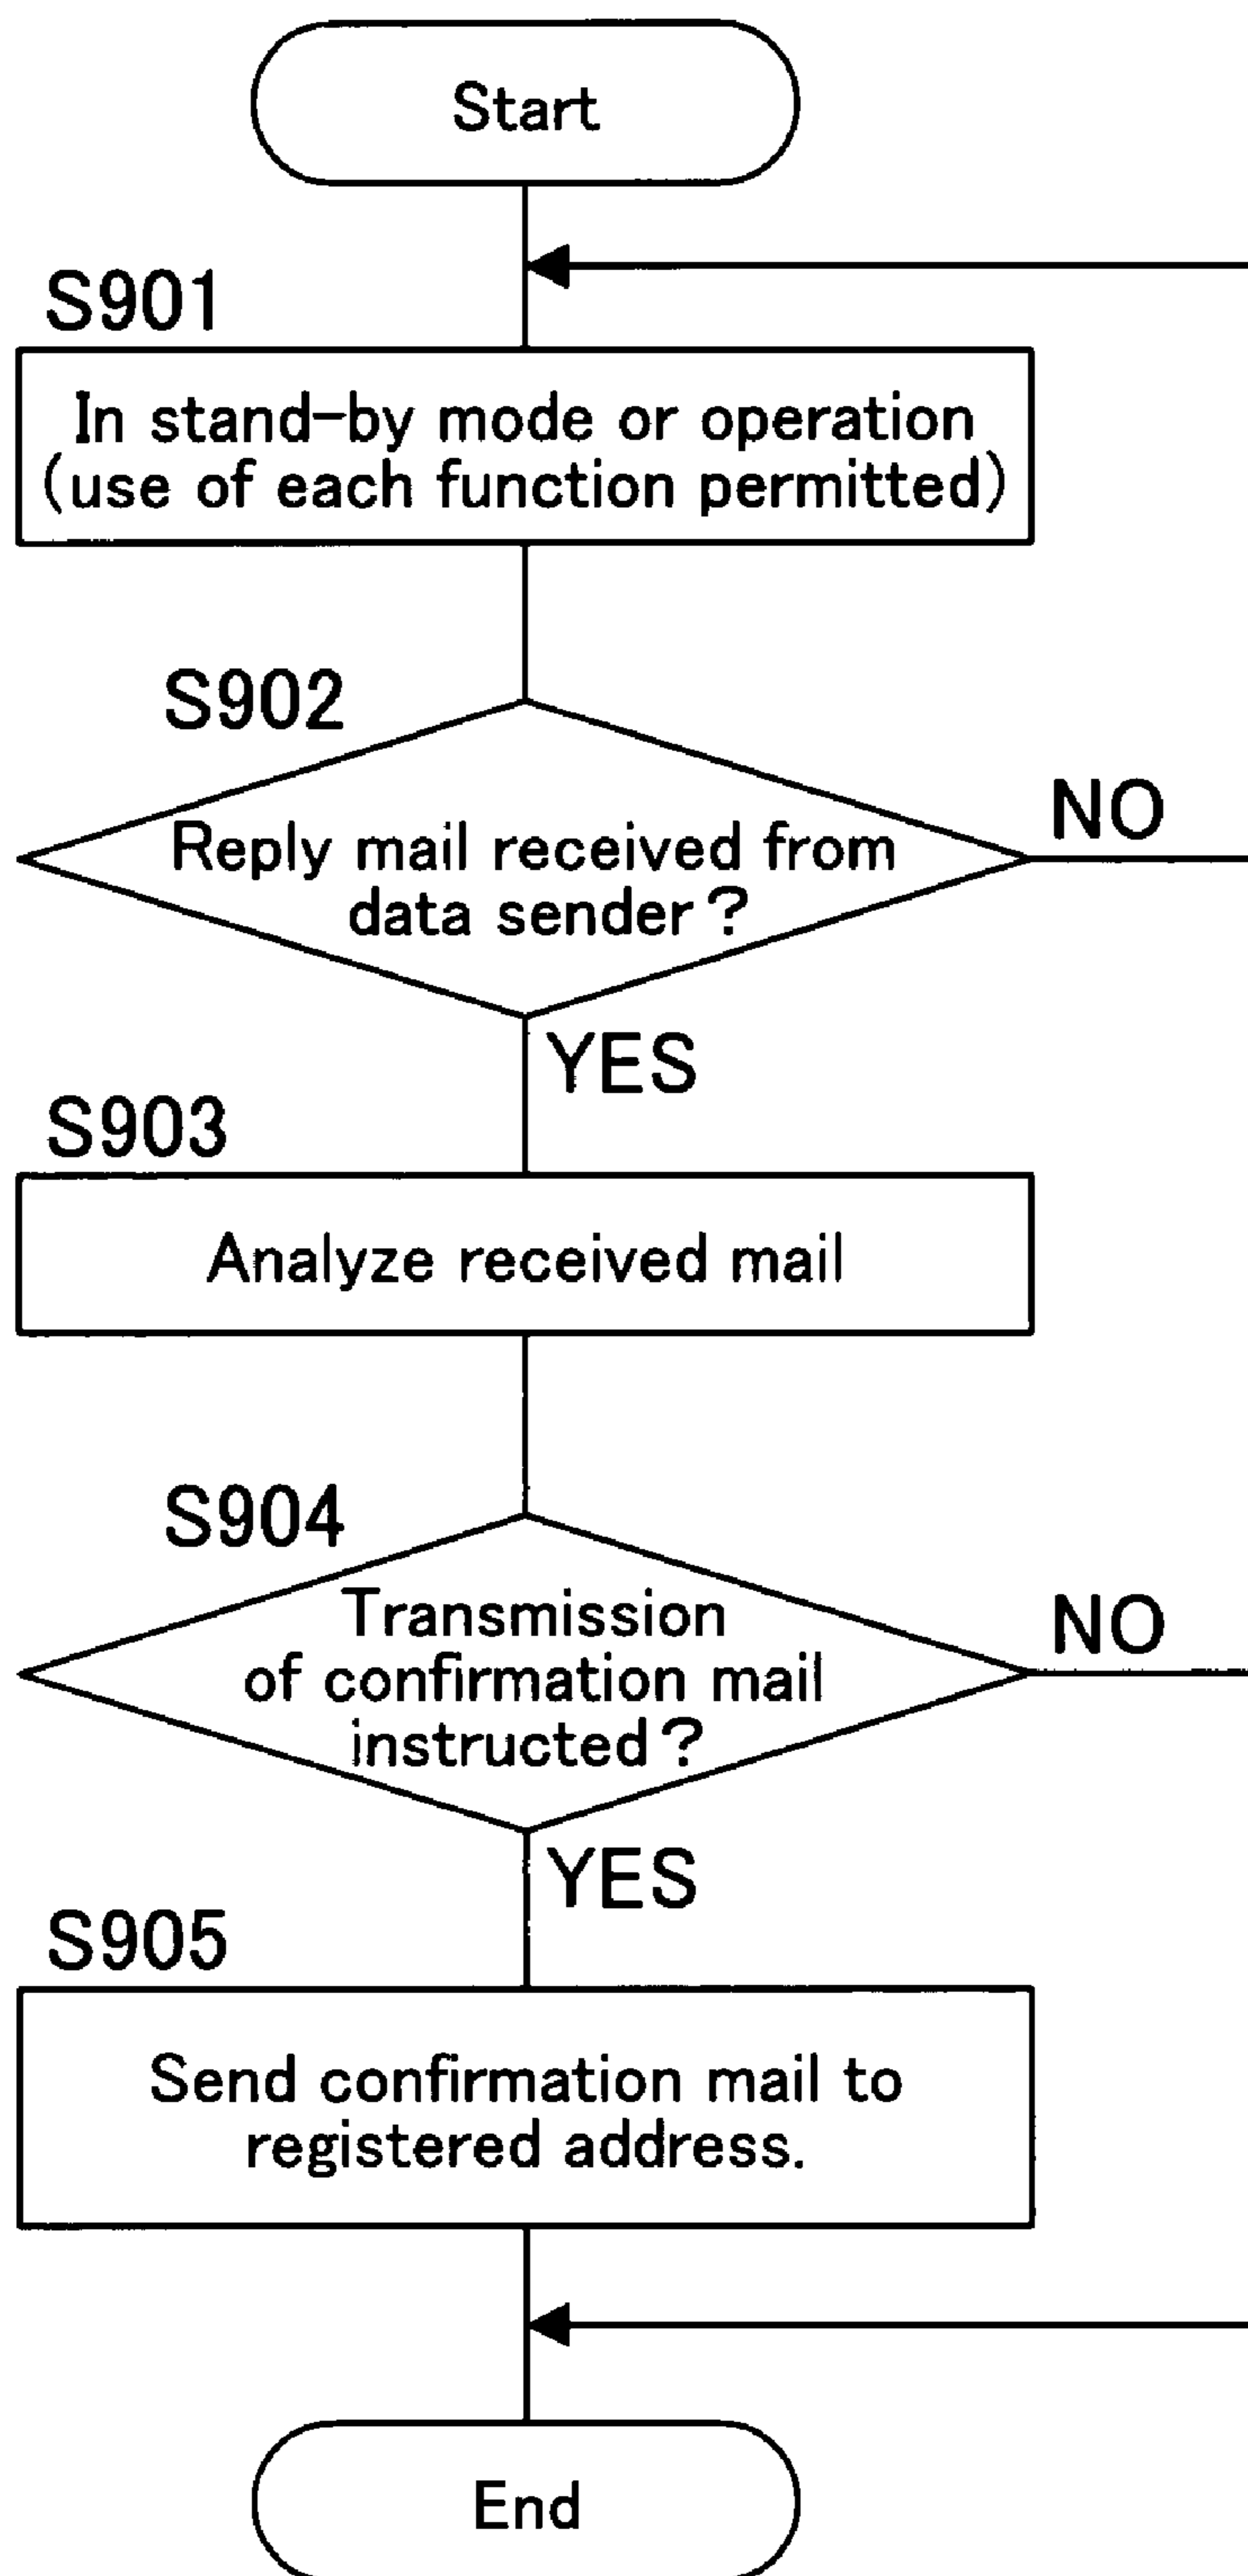 Start
S901
In stand-by mode or operation
(use of each function permitted)
S902
Reply mail received from
data sender?
NO
YES
S903
Analyze received mail
S904
Transmission
of confirmation mail
instructed?
NO
YES
S905
Send confirmation mail to
registered address.
End